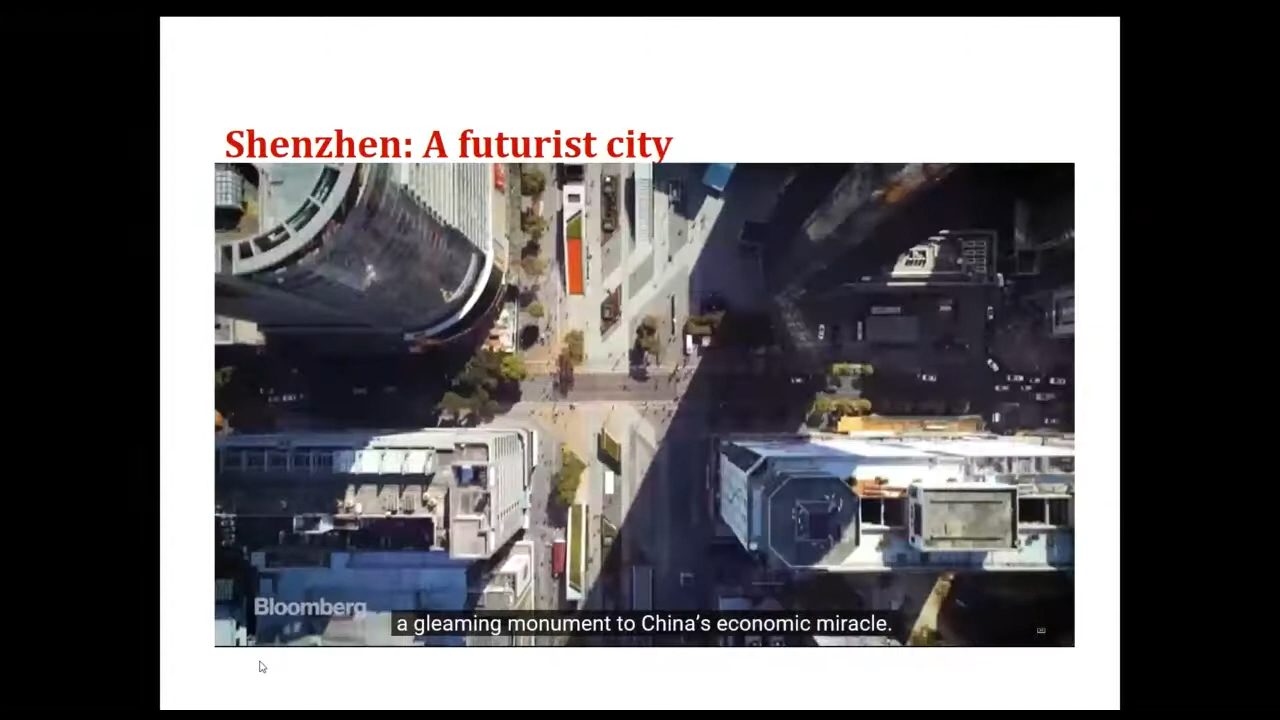 Shenzhen: A futurist city
Bloomberg
a gleaming monument to China's economic miracle.